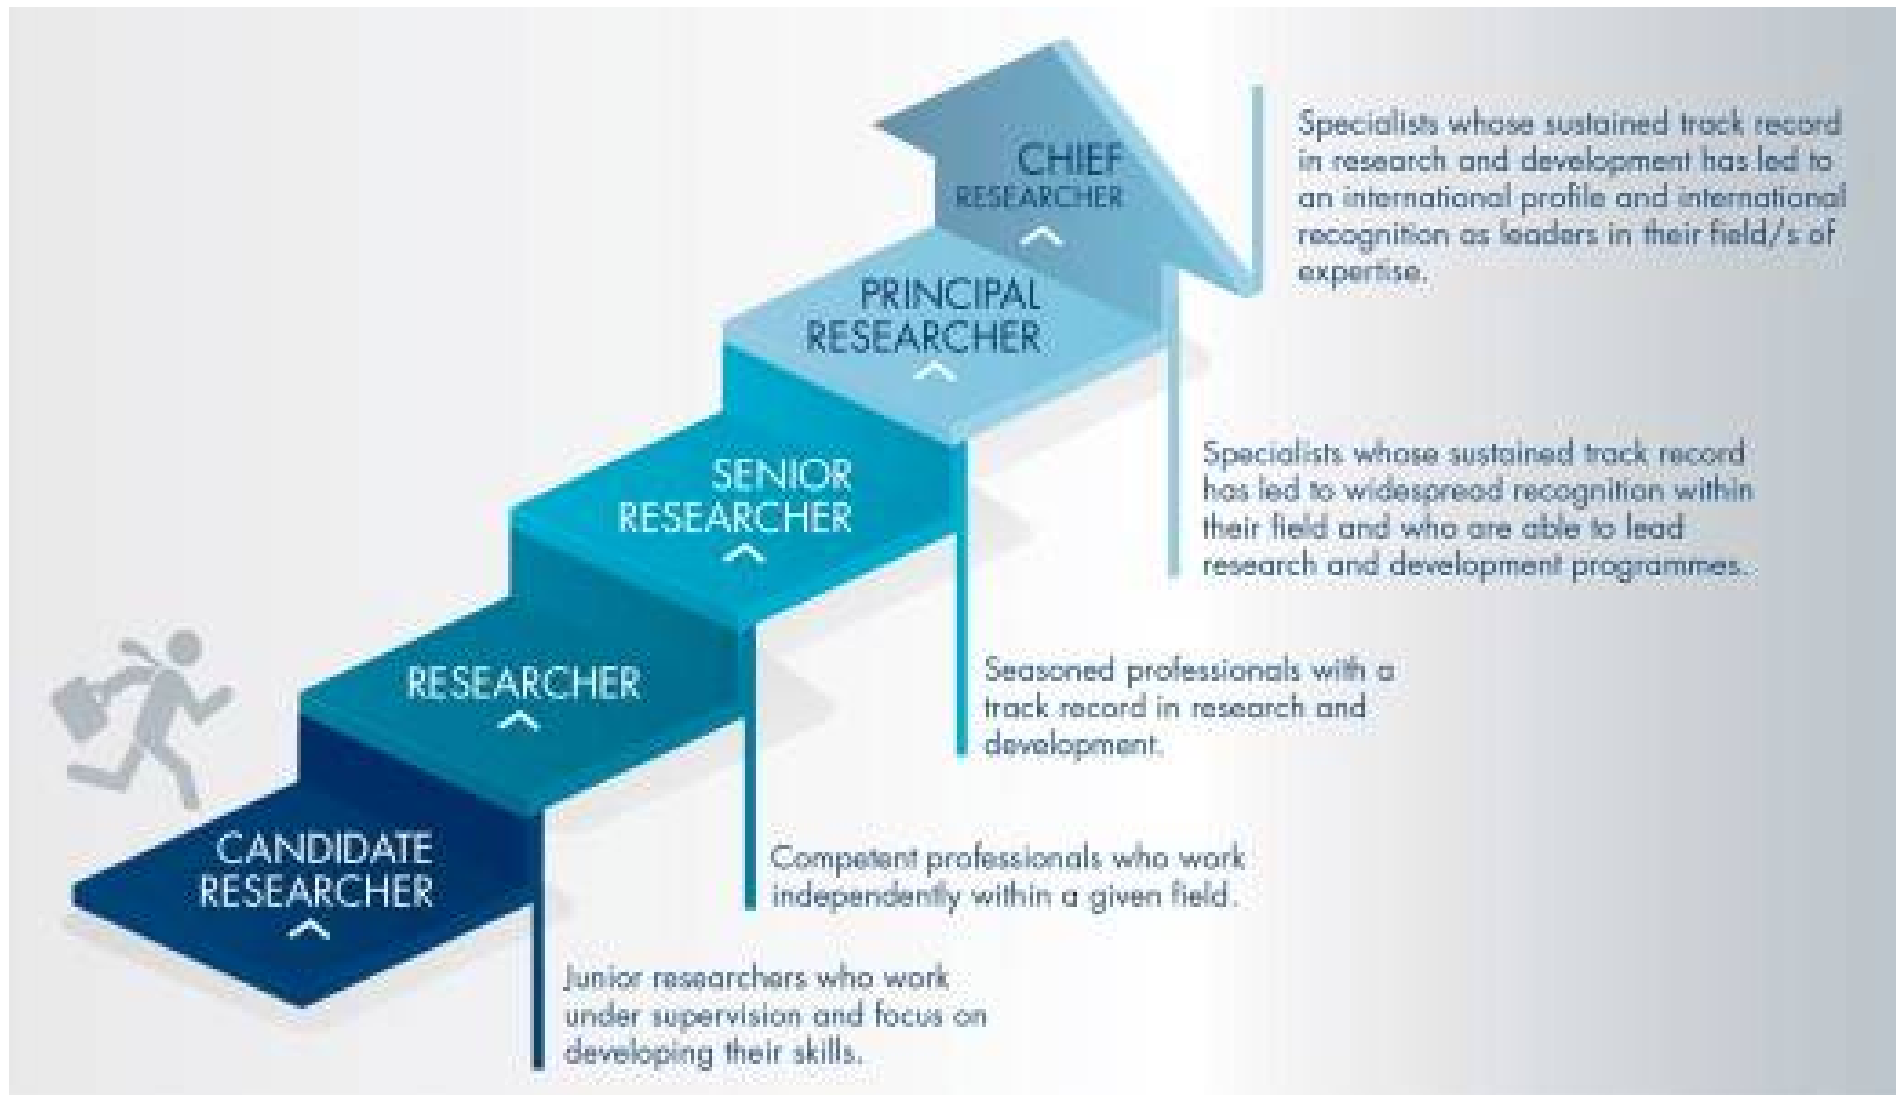 CHIEF
RESEARCHER
Specialists whose sustained track record
in research and development has led to
an international profile and international
recognition as leaders in their field/s of
expertise.
PRINCIPAL
RESEARCHER
Specialists whose sustained track record
has led to widespread recognition within
their field and who are able to lead
research and development programmes.
SENIOR
RESEARCHER
Seasoned professionals with a
track record in research and
development.
RESEARCHER
Competent professionals who work
independently within a given field.
CANDIDATE
RESEARCHER
Junior researchers who work
under supervision and focus on
developing their skills.